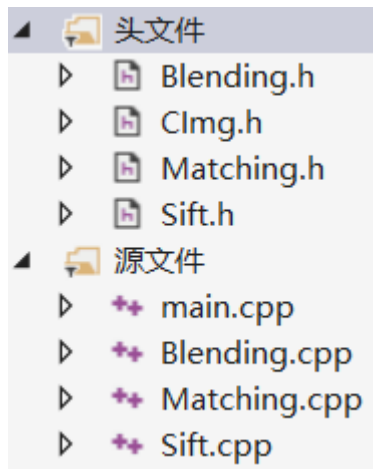 头文件
Blending.h
CImg.h
Matching.h
Sift.h
源文件
main.cpp
Blending.cpp
Matching.cpp
Sift.cpp